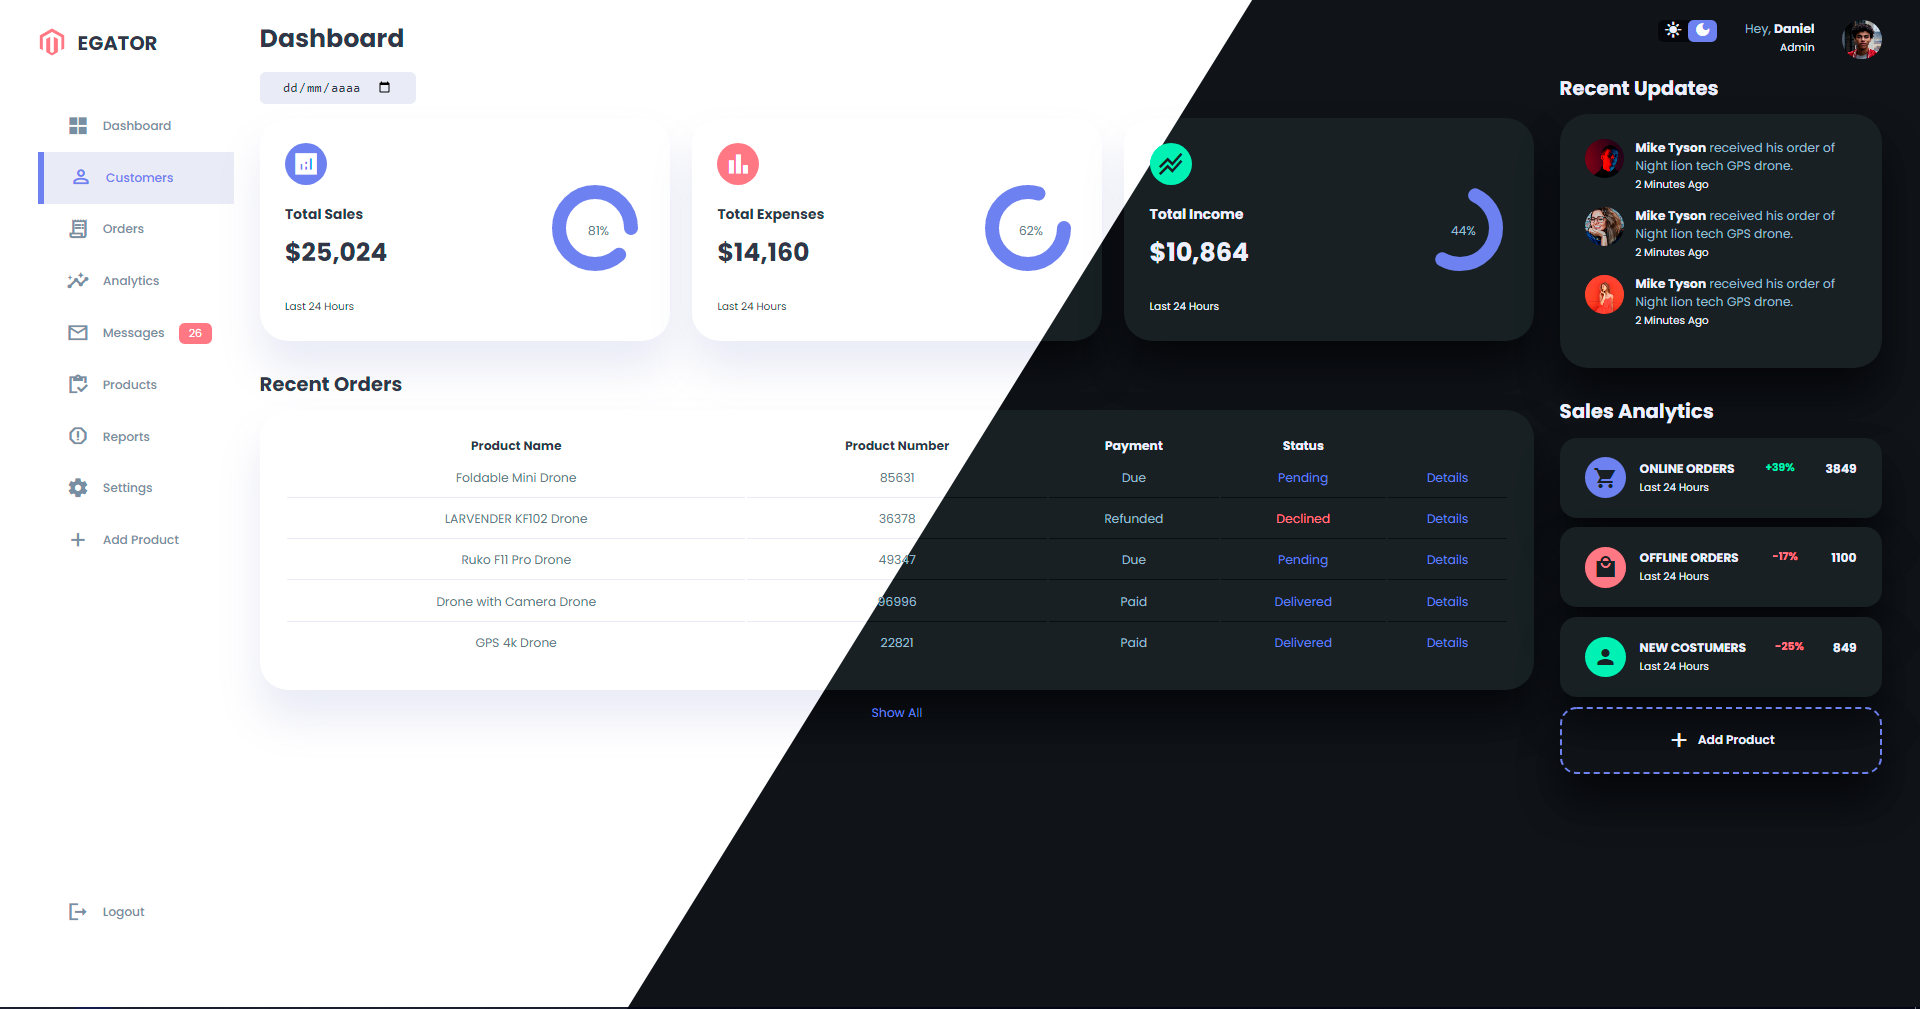 EGATOR
Dashboard
Customers
Orders
Analytics
Messages 26
Products
Reports
Settings
Add Product
Logout
Dashboard
dd/mm/aaaa
Total Sales
$25,024
81%
Last 24 Hours
Total Expenses
$14,160
62%
Last 24 Hours
Total Income
$10,864
44%
Last 24 Hours
Recent Orders
Product Name Product Number Payment Status
Foldable Mini Drone 85631 Due Pending Details
LARVENDER KF102 Drone 36378 Refunded Declined Details
Ruko F11 Pro Drone 49347 Due Pending Details
Drone with Camera Drone 96996 Paid Delivered Details
GPS 4k Drone 22821 Paid Delivered Details
Show All
Hey, Daniel
Admin
Recent Updates
Mike Tyson received his order of
Night lion tech GPS drone.
2 Minutes Ago
Mike Tyson received his order of
Night lion tech GPS drone.
2 Minutes Ago
Mike Tyson received his order of
Night lion tech GPS drone.
2 Minutes Ago
Sales Analytics
ONLINE ORDERS +39% 3849
Last 24 Hours
OFFLINE ORDERS -17% 1100
Last 24 Hours
NEW COSTUMERS -25% 849
Last 24 Hours
Add Product